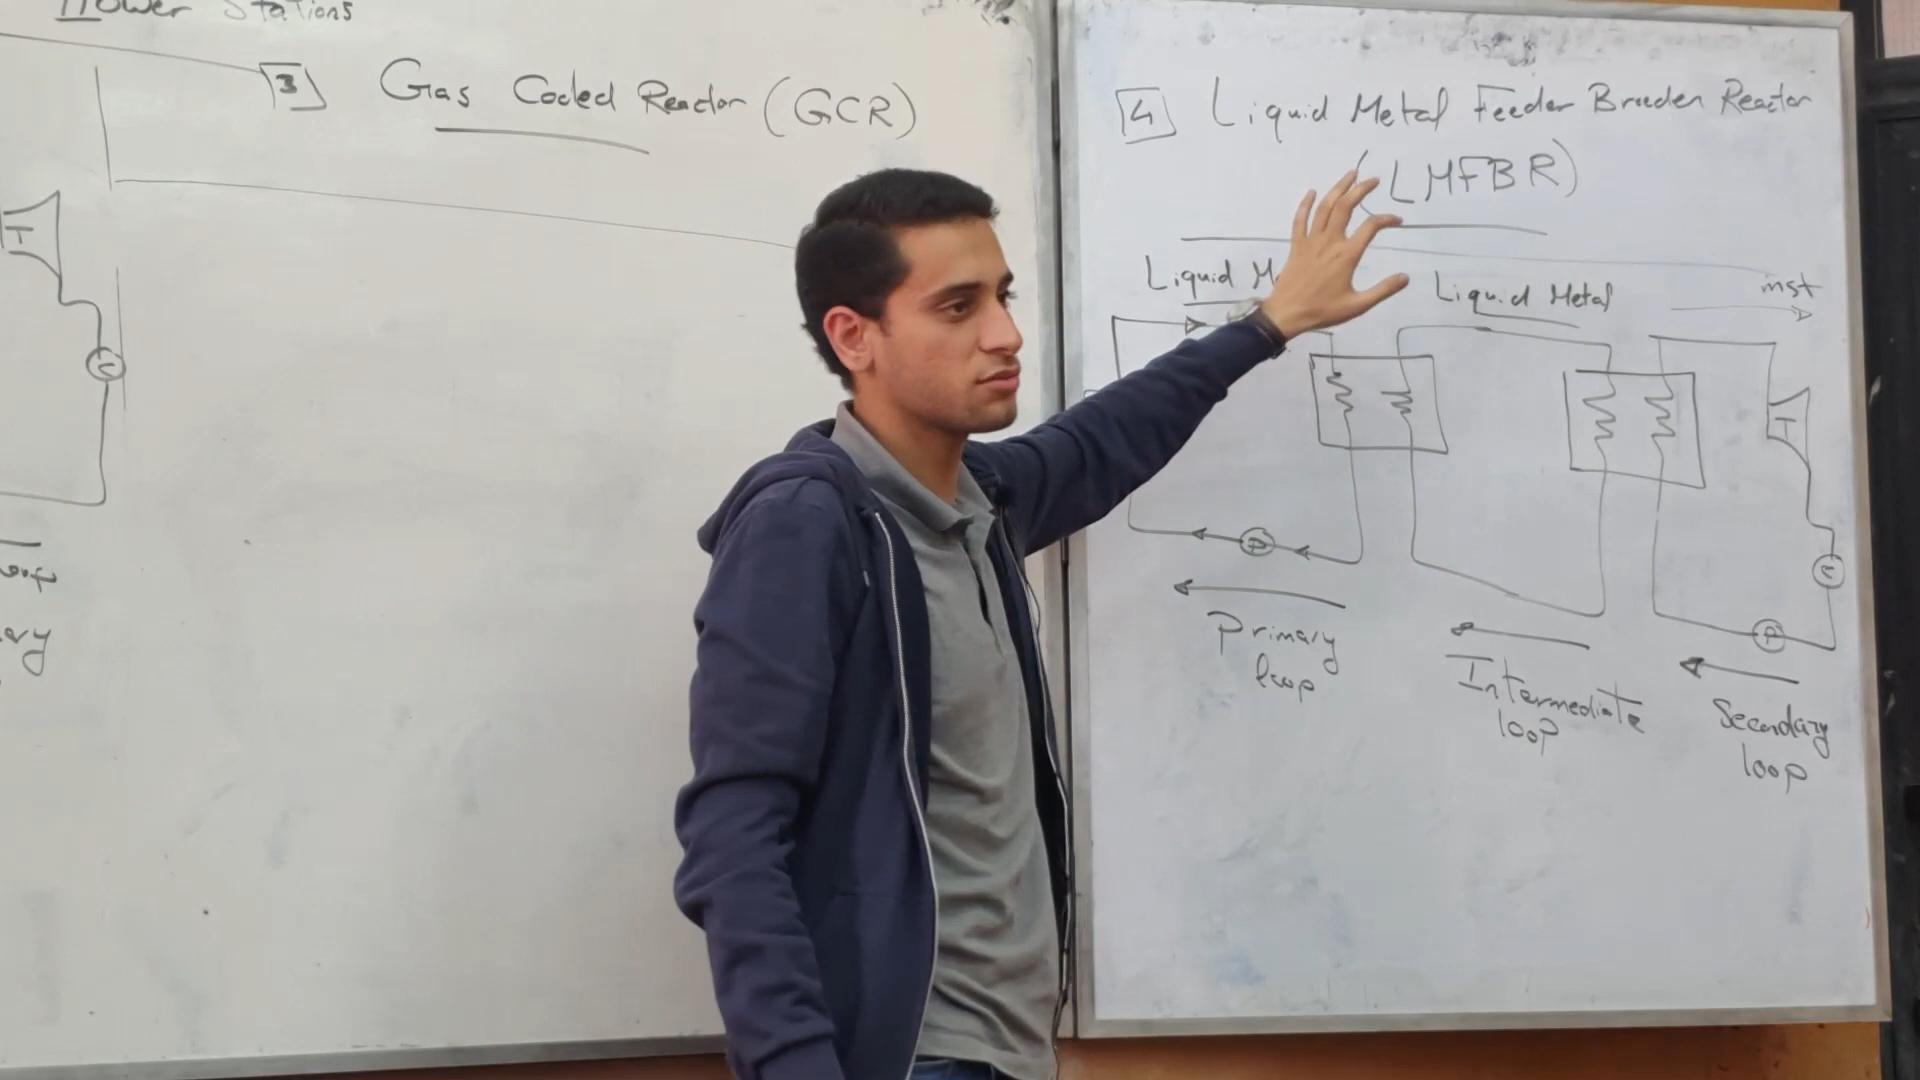 Power Stations
3 Gas Cooled Reactor (GCR)
T
C
4 Liquid Metal Feeder Breeder Reactor
(LMFBR)
Liquid M
Liquid Metal
inst
T
C
P
P
Primary
loop
Intermediate
loop
Secondary
loop